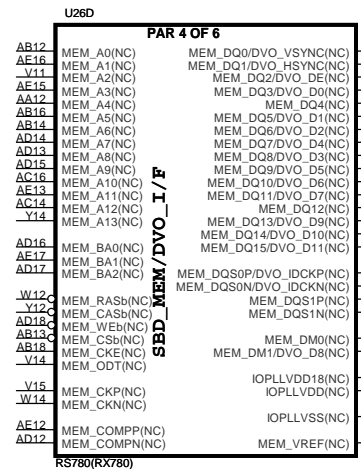 U26D
PAR 4 OF 6
AB12 MEM_A0(NC) MEM_DQ0/DVO_VSYNC(NC)
AE16 MEM_A1(NC) MEM_DQ1/DVO_HSYNC(NC)
V11 MEM_A2(NC) MEM_DQ2/DVO_DE(NC)
AE15 MEM_A3(NC) MEM_DQ3/DVO_D0(NC)
AA12 MEM_A4(NC) MEM_DQ4(NC)
AB16 MEM_A5(NC) MEM_DQ5/DVO_D1(NC)
AB14 MEM_A6(NC) MEM_DQ6/DVO_D2(NC)
AD14 MEM_A7(NC) MEM_DQ7/DVO_D4(NC)
AD13 MEM_A8(NC) MEM_DQ8/DVO_D3(NC)
AD15 MEM_A9(NC) MEM_DQ9/DVO_D5(NC)
AC16 MEM_A10(NC) MEM_DQ10/DVO_D6(NC)
AE13 MEM_A11(NC) MEM_DQ11/DVO_D7(NC)
AC14 MEM_A12(NC) MEM_DQ12(NC)
Y14 MEM_A13(NC) MEM_DQ13/DVO_D9(NC)
MEM_DQ14/DVO_D10(NC)
AD16 MEM_BA0(NC) MEM_DQ15/DVO_D11(NC)
AE17 MEM_BA1(NC)
AD17 MEM_BA2(NC) MEM_DQS0P/DVO_IDCKP(NC)
MEM_DQS0N/DVO_IDCKN(NC)
W12 MEM_RASb(NC) MEM_DQS1P(NC)
Y12 MEM_CASb(NC) MEM_DQS1N(NC)
AD18 MEM_WEb(NC)
AB13 MEM_CSb(NC) MEM_DM0(NC)
AB18 MEM_CKE(NC) MEM_DM1/DVO_D8(NC)
V14 MEM_ODT(NC)
IOPLLVDD18(NC)
V15 MEM_CKP(NC) IOPLLVDD(NC)
W14 MEM_CKN(NC)
IOPLLVSS(NC)
AE12 MEM_COMPP(NC)
AD12 MEM_COMPN(NC) MEM_VREF(NC)
SBD_MEM/DVO_I/F
RS780(RX780)